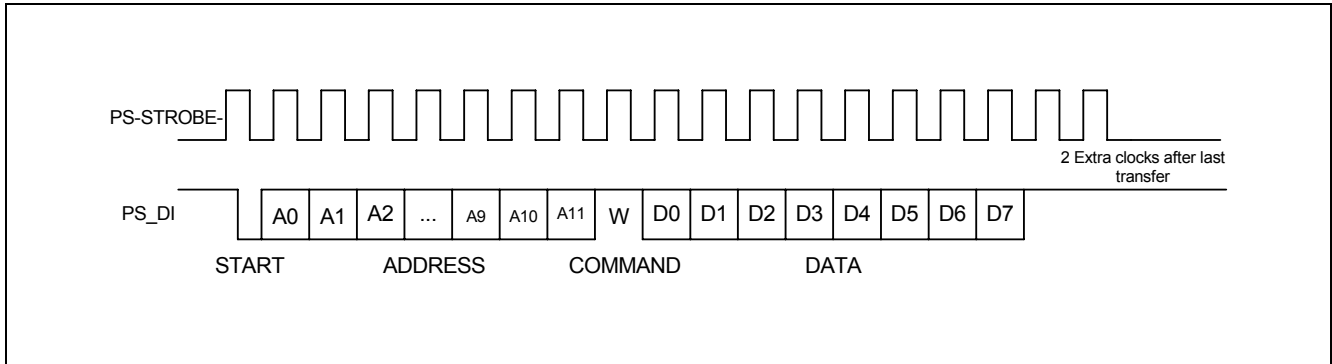 PS-STROBE-
2 Extra clocks after last
transfer
PS_DI
A0 A1 A2 ... A9 A10 A11 W D0 D1 D2 D3 D4 D5 D6 D7
START ADDRESS COMMAND DATA